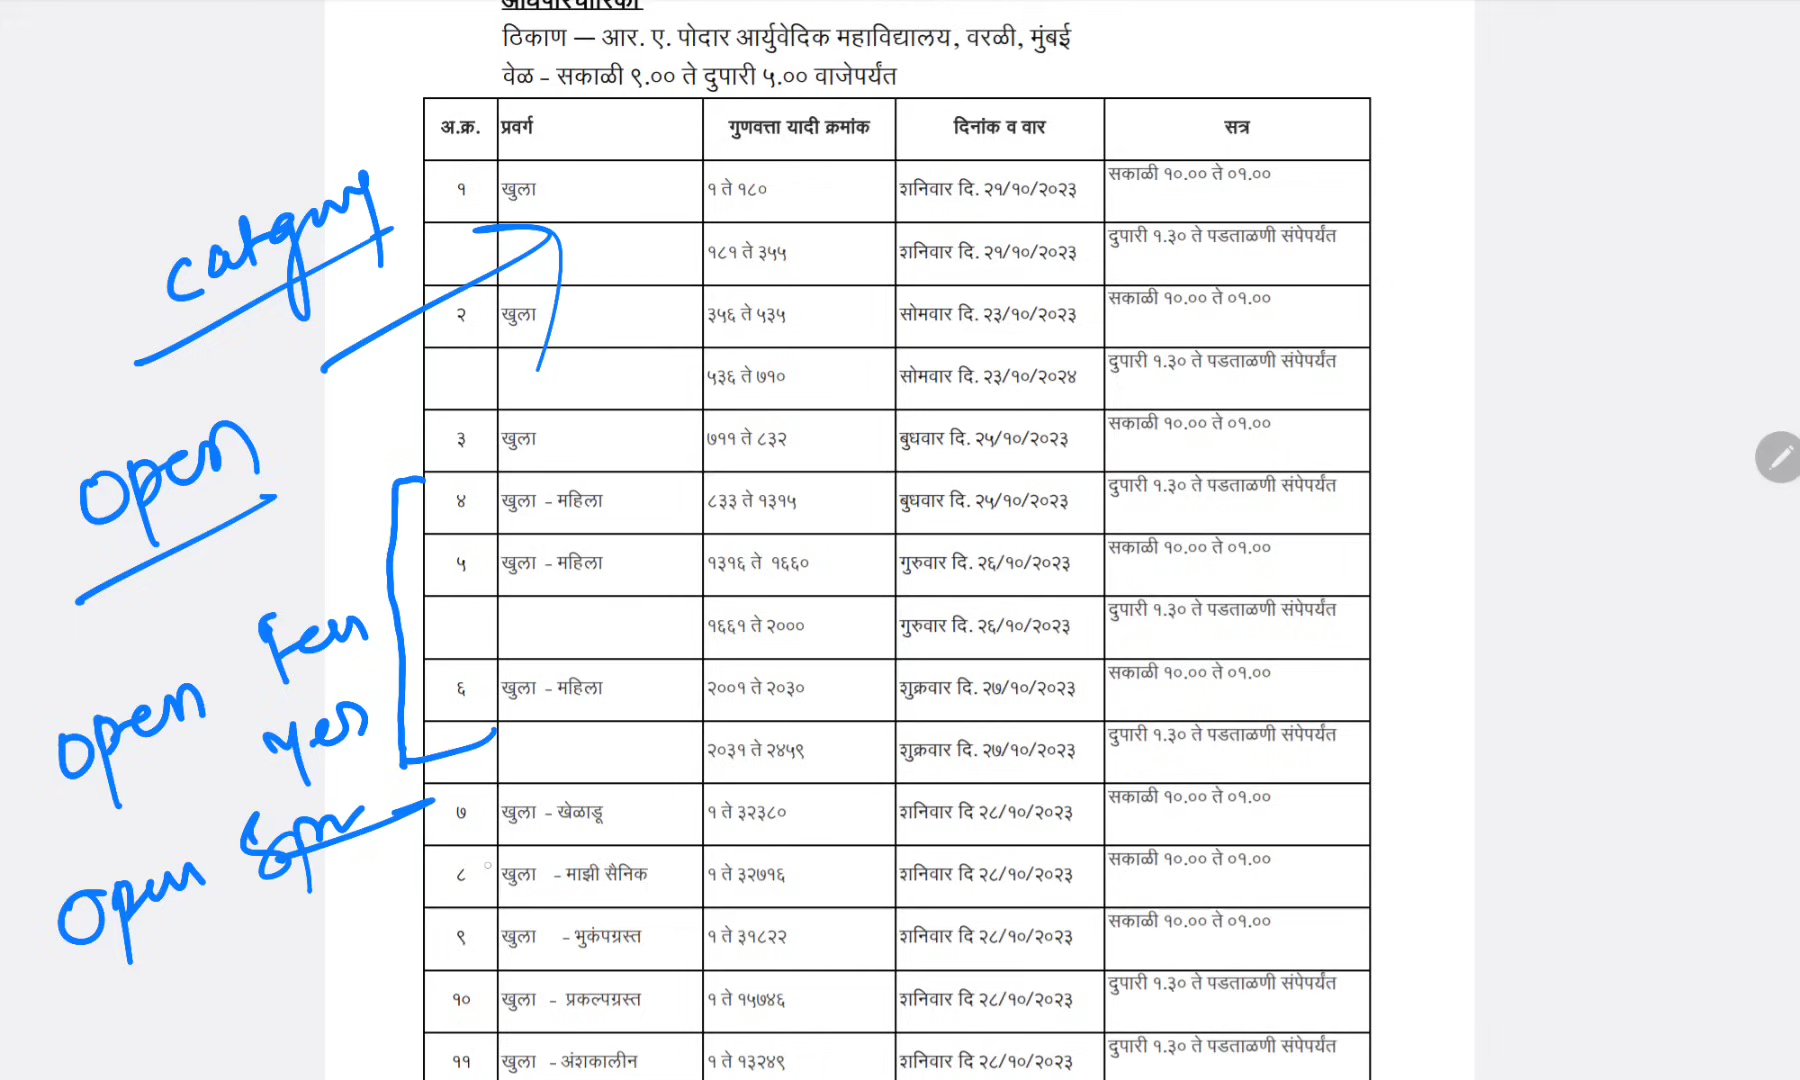 अधिपरिचारिका
ठिकाण — आर. ए. पोदार आर्युवेदिक महाविद्यालय, वरळी, मुंबई
वेळ - सकाळी ९.०० ते दुपारी ५.०० वाजेपर्यंत
अ.क्र. प्रवर्ग गुणवत्ता यादी क्रमांक दिनांक व वार सत्र
१ खुला १ ते १८० शनिवार दि. २१/१०/२०२३ सकाळी १०.०० ते ०१.००
१८१ ते ३५५ शनिवार दि. २१/१०/२०२३ दुपारी १.३० ते पडताळणी संपेपर्यंत
२ खुला ३५६ ते ५३५ सोमवार दि. २३/१०/२०२३ सकाळी १०.०० ते ०१.००
५३६ ते ७१० सोमवार दि. २३/१०/२०२४ दुपारी १.३० ते पडताळणी संपेपर्यंत
३ खुला ७११ ते ८३२ बुधवार दि. २५/१०/२०२३ सकाळी १०.०० ते ०१.००
४ खुला - महिला ८३३ ते १३१५ बुधवार दि. २५/१०/२०२३ दुपारी १.३० ते पडताळणी संपेपर्यंत
५ खुला - महिला १३१६ ते १६६० गुरुवार दि. २६/१०/२०२३ सकाळी १०.०० ते ०१.००
१६६१ ते २००० गुरुवार दि. २६/१०/२०२३ दुपारी १.३० ते पडताळणी संपेपर्यंत
६ खुला - महिला २००१ ते २०३० शुक्रवार दि. २७/१०/२०२३ सकाळी १०.०० ते ०१.००
२०३१ ते २४५९ शुक्रवार दि. २७/१०/२०२३ दुपारी १.३० ते पडताळणी संपेपर्यंत
७ खुला - खेळाडू १ ते ३२३८० शनिवार दि २८/१०/२०२३ सकाळी १०.०० ते ०१.००
८ खुला - माझी सैनिक १ ते ३२७१६ शनिवार दि २८/१०/२०२३ सकाळी १०.०० ते ०१.००
९ खुला - भुकंपग्रस्त १ ते ३१८२२ शनिवार दि २८/१०/२०२३ सकाळी १०.०० ते ०१.००
१० खुला - प्रकल्पग्रस्त १ ते १५७४६ शनिवार दि २८/१०/२०२३ दुपारी १.३० ते पडताळणी संपेपर्यंत
११ खुला - अंशकालीन १ ते १३२४९ शनिवार दि २८/१०/२०२३ दुपारी १.३० ते पडताळणी संपेपर्यंत
open
open
yes
open